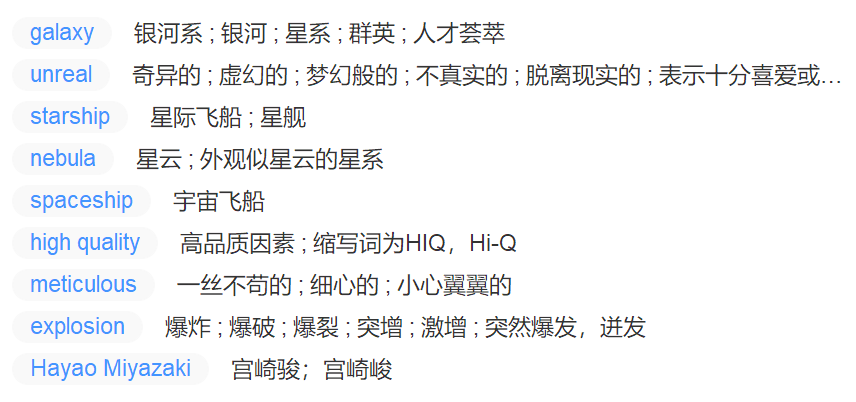 galaxy 银河系 ; 银河 ; 星系 ; 群英 ; 人才荟萃
unreal 奇异的 ; 虚幻的 ; 梦幻般的 ; 不真实的 ; 脱离现实的 ; 表示十分喜爱或...
starship 星际飞船 ; 星舰
nebula 星云 ; 外观似星云的星系
spaceship 宇宙飞船
high quality 高品质因素 ; 缩写词为HIQ，Hi-Q
meticulous 一丝不苟的 ; 细心的 ; 小心翼翼的
explosion 爆炸 ; 爆破 ; 爆裂 ; 突增 ; 激增 ; 突然爆发，迸发
Hayao Miyazaki 宫崎骏；宫崎峻